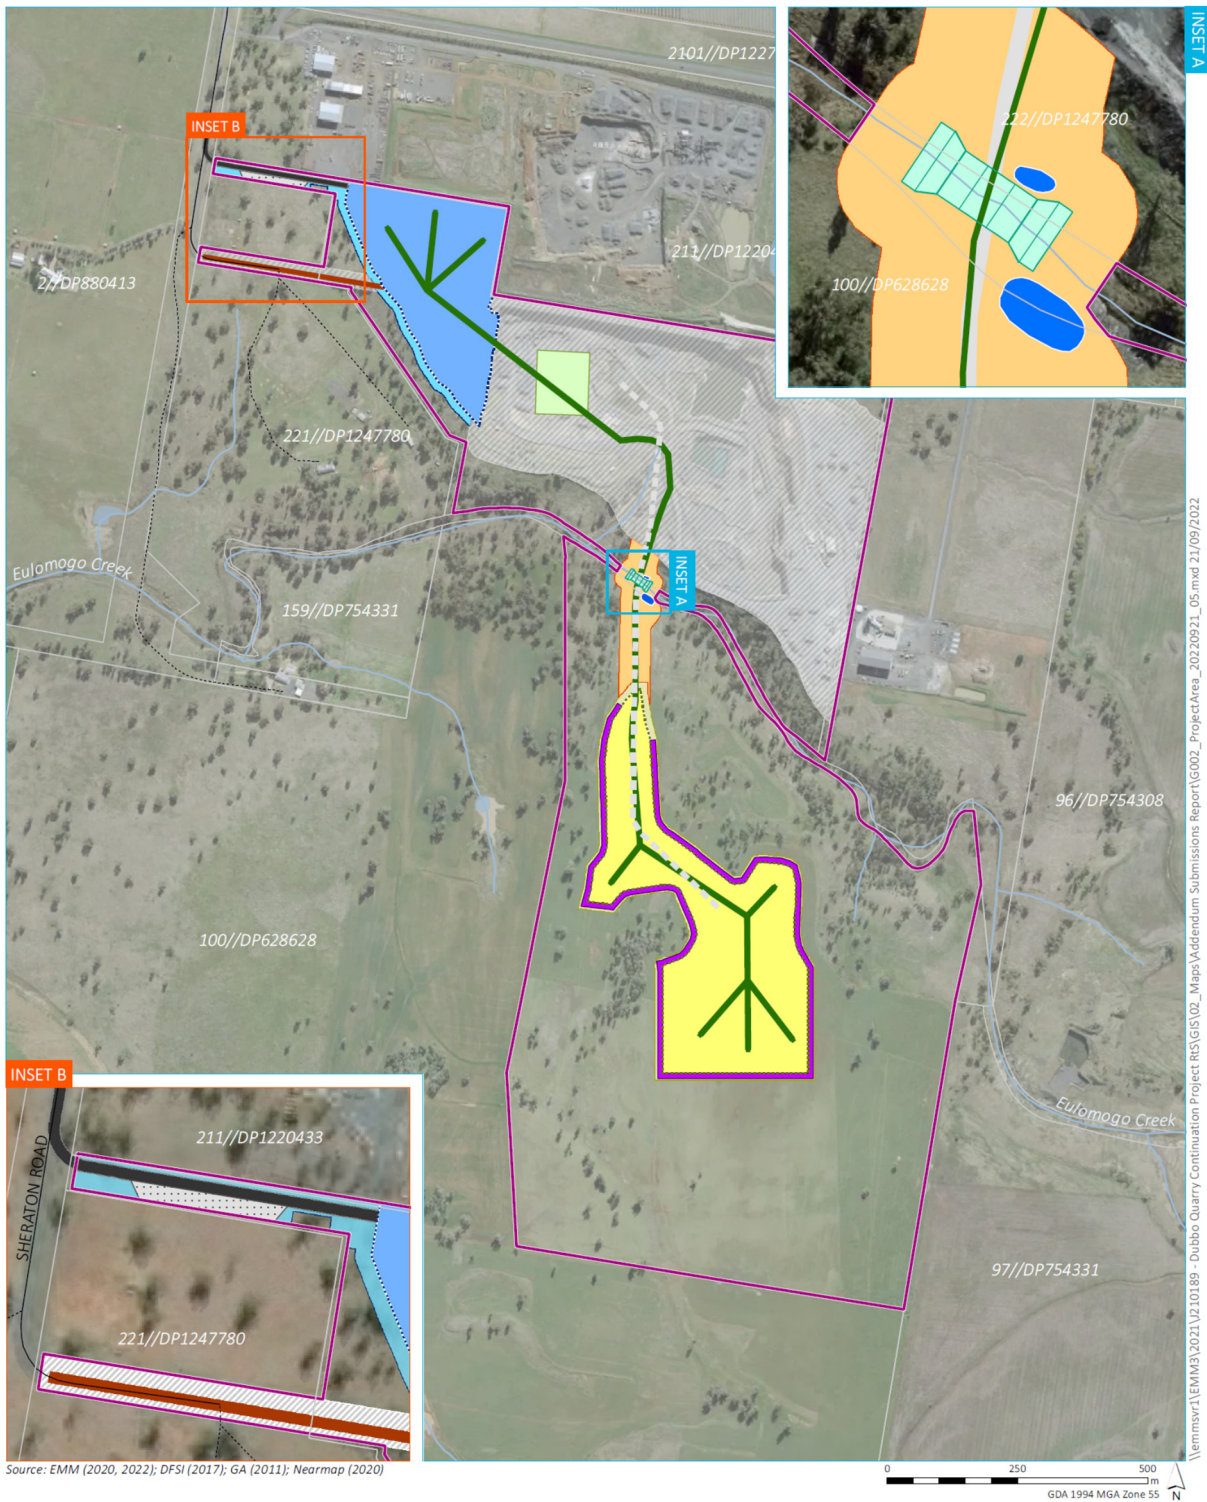 2101//DP1227
INSET A
222//DP1247780
INSET B
211//DP12204
2//DP880413
100//DP628628
221//DP1247780
Eulomogo Creek
159//DP754331
INSET A
96//DP754308
100//DP628628
INSET B
211//DP1220433
SHERATON ROAD
221//DP1247780
Eulomogo Creek
97//DP754331
\\emmsvr1\EMM3\2021\J210189 - Dubbo Quarry Continuation Project RtS\GIS\02_Maps\Addendum Submissions Report\G002_ProjectArea_20220921_05.mxd 21/09/2022
Source: EMM (2020, 2022); DFSI (2017); GA (2011); Nearmap (2020)
0 250 500
m
GDA 1994 MGA Zone 55
N